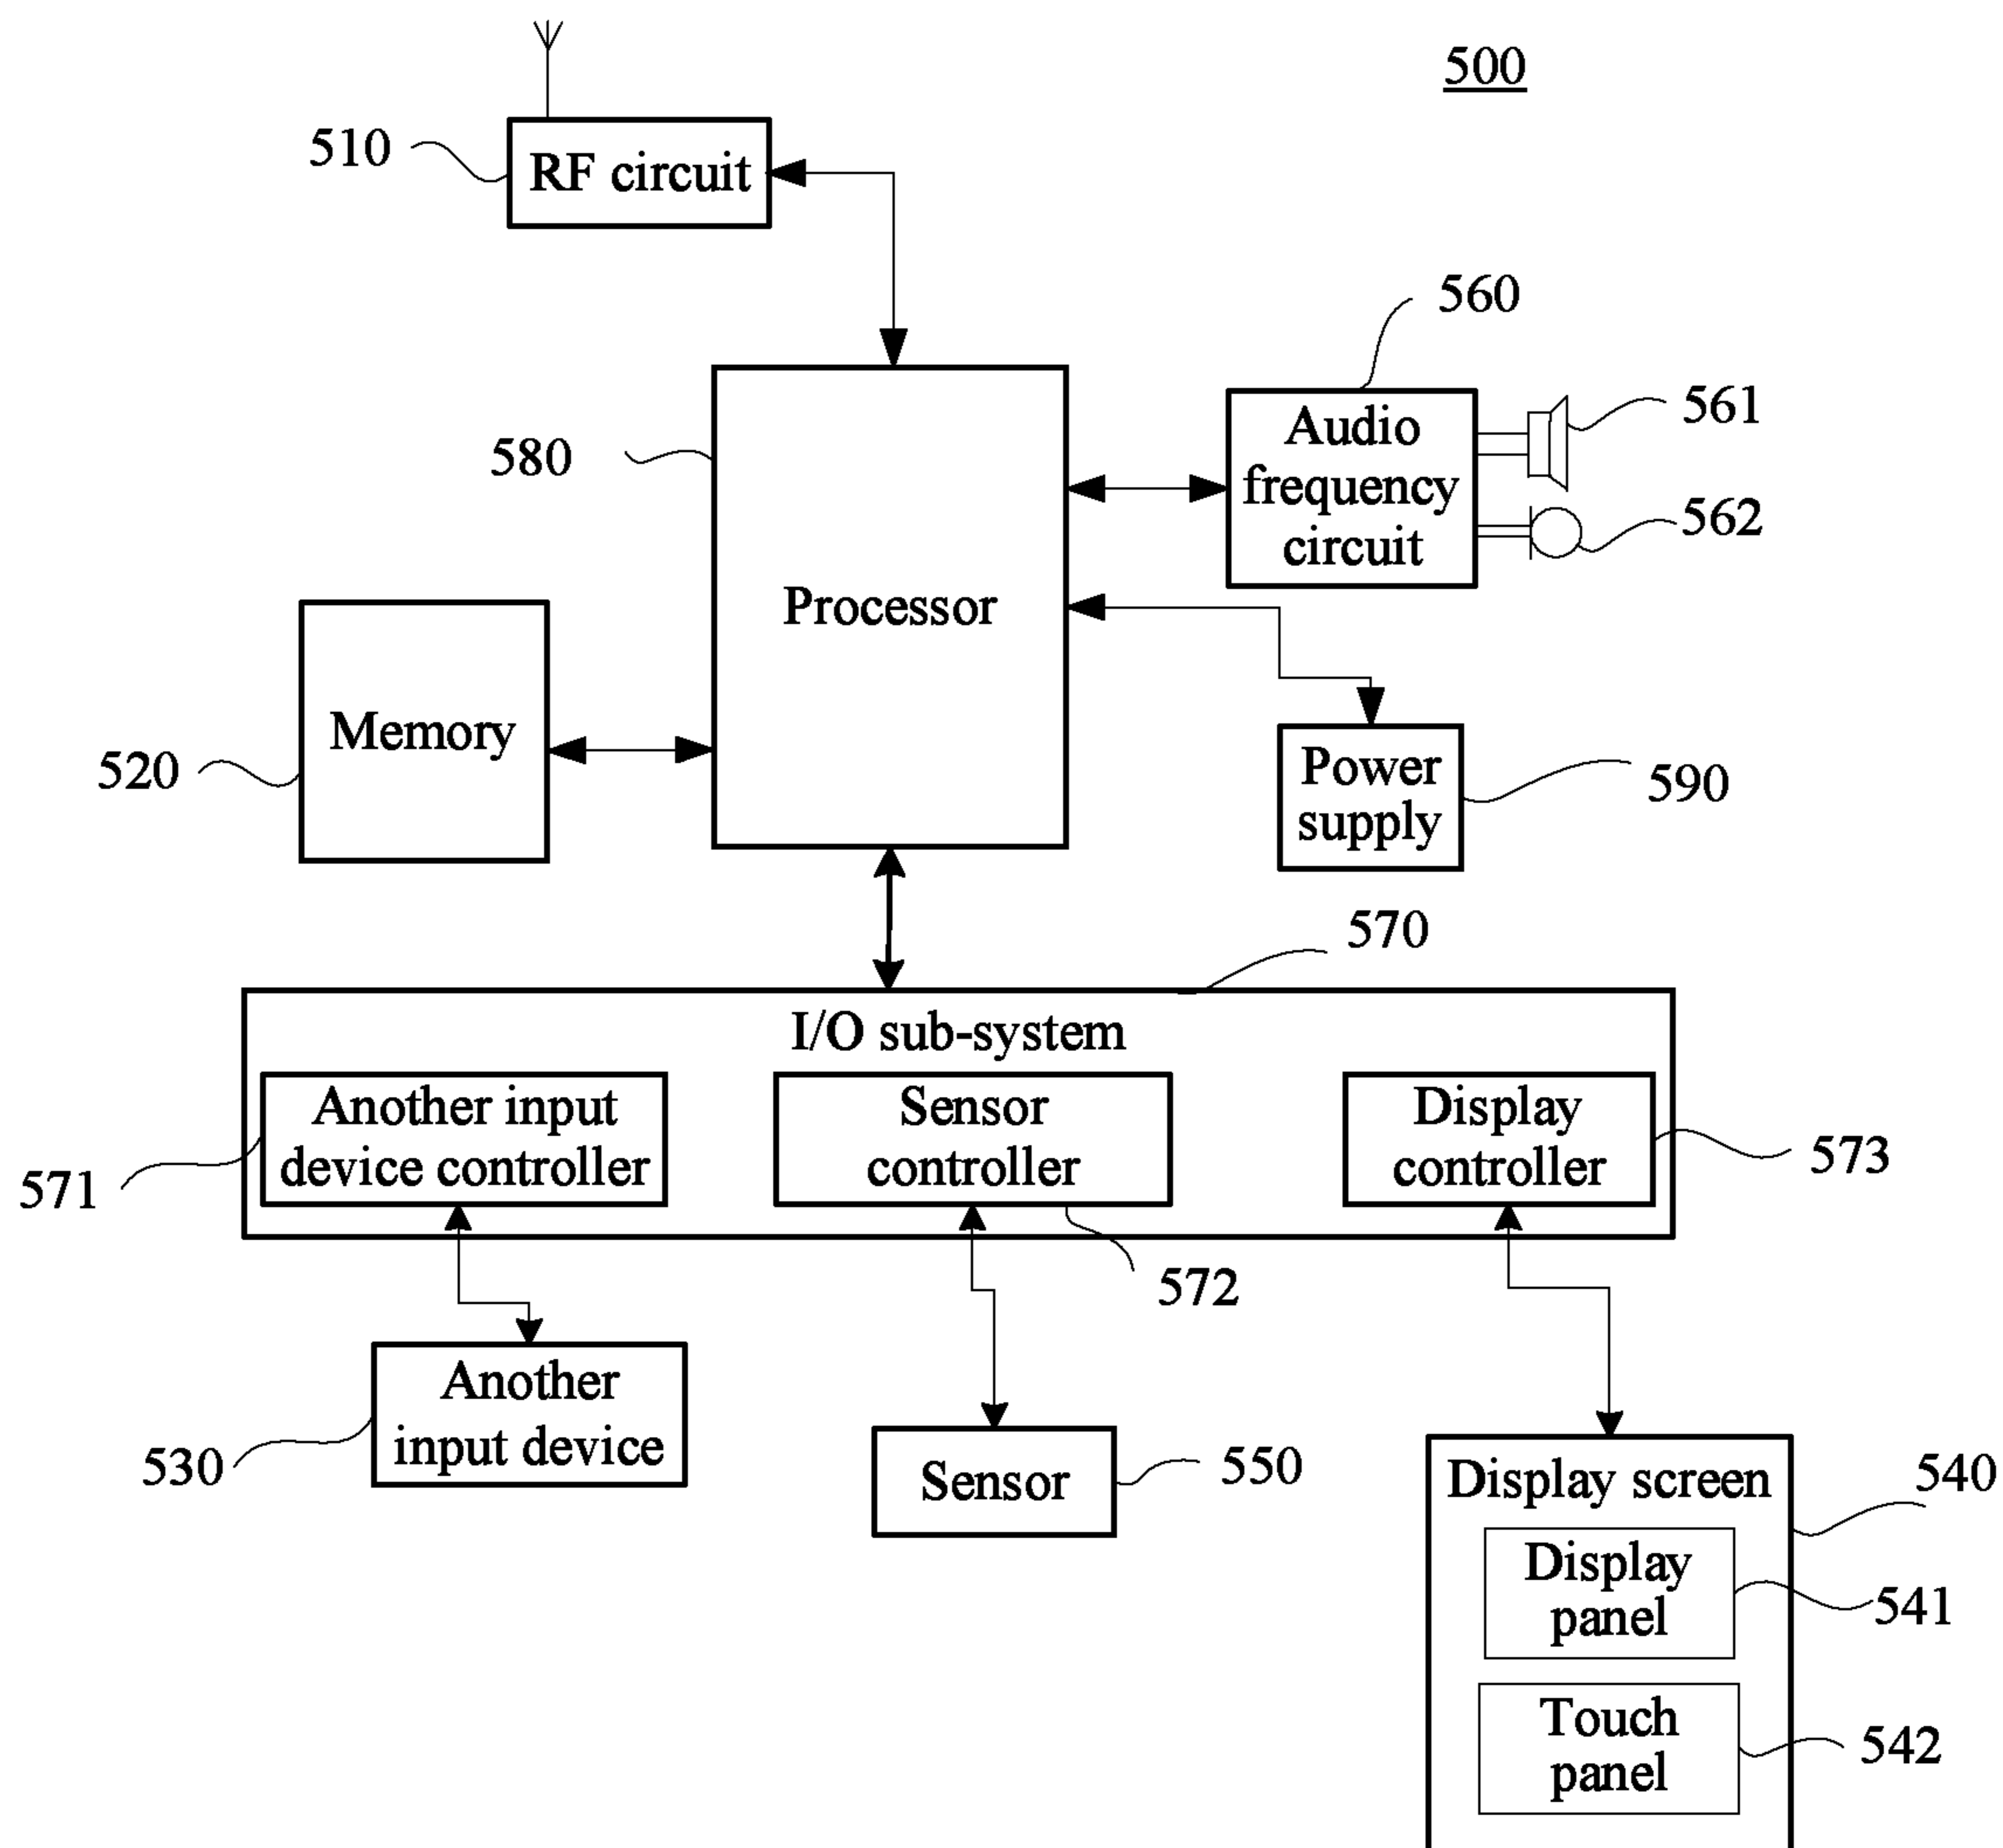 500
510
RF circuit
560
Audio
frequency
circuit
561
562
580
Processor
Memory
520
Power
supply
590
570
I/O sub-system
Another input
device controller
Sensor
controller
Display
controller
571
572
573
Another
input device
530
Sensor
550
Display screen
540
Display
panel
541
Touch
panel
542